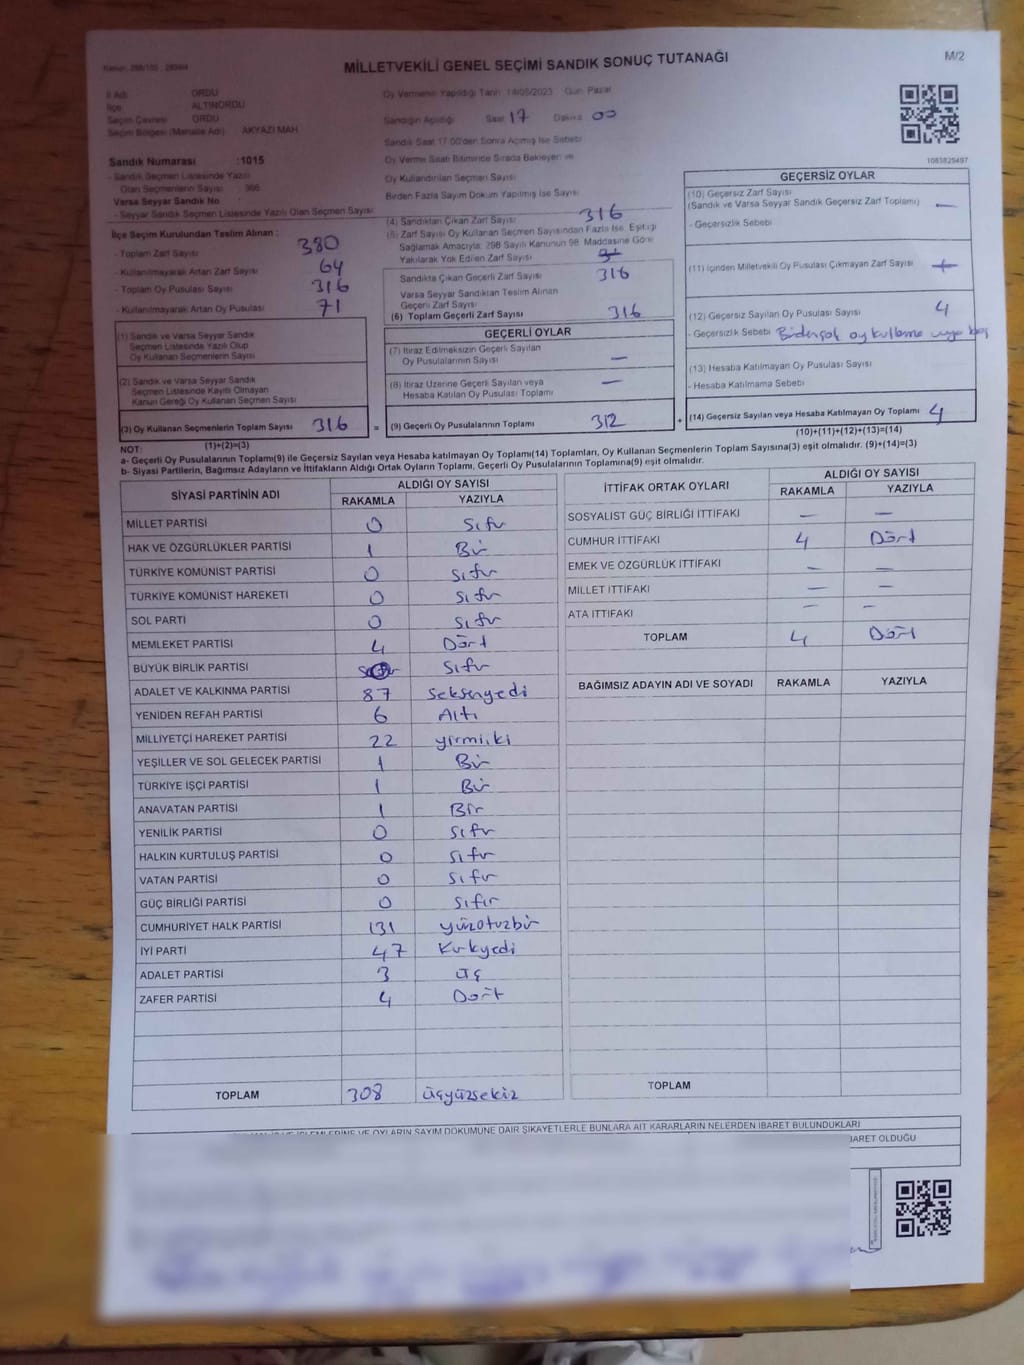 Kanun: 298/105 , 2839/4
MİLLETVEKİLİ GENEL SEÇİMİ SANDIK SONUÇ TUTANAĞI
M/2
İl Adı ORDU
İlçe ALTINORDU
Seçim Çevresi ORDU
Seçim Bölgesi (Mahalle Adı) AKYAZI MAH
Sandık Numarası :1015
- Sandık Seçmen Listesinde Yazılı
Olan Seçmenlerin Sayısı 366
Varsa Seyyar Sandık No
- Seyyar Sandık Seçmen Listesinde Yazılı Olan Seçmen Sayısı
Oy Vermenin Yapıldığı Tarih 14/05/2023 Gün Pazar
Sandığın Açıldığı Saat 17 Dakika 00
Sandık Saat 17.00'den Sonra Açılmış İse Sebebi
Oy Verme Saati Bitiminde Sırada Bekleyen ve
Oy Kullandırılan Seçmen Sayısı
Birden Fazla Sayım Döküm Yapılmış İse Sayısı
1083829497
İlçe Seçim Kurulundan Teslim Alınan :
- Toplam Zarf Sayısı 380
- Kullanılmayarak Artan Zarf Sayısı 64
- Toplam Oy Pusulası Sayısı 316
- Kullanılmayarak Artan Oy Pusulası 71
(1) Sandık ve Varsa Seyyar Sandık
Seçmen Listesinde Yazılı Olup
Oy Kullanan Seçmenlerin Sayısı
(2) Sandık ve Varsa Seyyar Sandık
Seçmen Listesinde Kayıtlı Olmayan
Kanun Gereği Oy Kullanan Seçmen Sayısı
(3) Oy Kullanan Seçmenlerin Toplam Sayısı 316
(1)+(2)=(3)
(4) Sandıktan Çıkan Zarf Sayısı 316
(5) Zarf Sayısı Oy Kullanan Seçmen Sayısından Fazla İse, Eşitliği
Sağlamak Amacıyla, 298 Sayılı Kanunun 98. Maddesine Göre
Yakılarak Yok Edilen Zarf Sayısı
Sandıkta Çıkan Geçerli Zarf Sayısı 316
Varsa Seyyar Sandıktan Teslim Alınan
Geçerli Zarf Sayısı
(6) Toplam Geçerli Zarf Sayısı 316
GEÇERLİ OYLAR
(7) İtiraz Edilmeksizin Geçerli Sayılan
Oy Pusulalarının Sayısı —
(8) İtiraz Üzerine Geçerli Sayılan veya
Hesaba Katılan Oy Pusulası Toplamı —
= (9) Geçerli Oy Pusulalarının Toplamı 312 +
GEÇERSİZ OYLAR
(10) Geçersiz Zarf Sayısı
(Sandık ve Varsa Seyyar Sandık Geçersiz Zarf Toplamı) —
- Geçersizlik Sebebi
(11) İçinden Milletvekili Oy Pusulası Çıkmayan Zarf Sayısı
(12) Geçersiz Sayılan Oy Pusulası Sayısı 4
- Geçersizlik Sebebi Birden çok oy kullanma veya boş
(13) Hesaba Katılmayan Oy Pusulası Sayısı
- Hesaba Katılmama Sebebi
(14) Geçersiz Sayılan veya Hesaba Katılmayan Oy Toplamı 4
(10)+(11)+(12)+(13)=(14)
NOT:
a- Geçerli Oy Pusulalarının Toplamı(9) ile Geçersiz Sayılan veya Hesaba katılmayan Oy Toplamı(14) Toplamları, Oy Kullanan Seçmenlerin Toplam Sayısına(3) eşit olmalıdır. (9)+(14)=(3)
b- Siyasi Partilerin, Bağımsız Adayların ve İttifakların Aldığı Ortak Oyların Toplamı, Geçerli Oy Pusulalarının Toplamına(9) eşit olmalıdır.
SİYASİ PARTİNİN ADI ALDIĞI OY SAYISI
RAKAMLA YAZIYLA
MİLLET PARTİSİ 0 Sıfır
HAK VE ÖZGÜRLÜKLER PARTİSİ 1 Bir
TÜRKİYE KOMÜNİST PARTİSİ 0 Sıfır
TÜRKİYE KOMÜNİST HAREKETİ 0 Sıfır
SOL PARTİ 0 Sıfır
MEMLEKET PARTİSİ 4 Dört
BÜYÜK BİRLİK PARTİSİ 0 Sıfır
ADALET VE KALKINMA PARTİSİ 87 Seksenyedi
YENİDEN REFAH PARTİSİ 6 Altı
MİLLİYETÇİ HAREKET PARTİSİ 22 yirmiiki
YEŞİLLER VE SOL GELECEK PARTİSİ 1 Bir
TÜRKİYE İŞÇİ PARTİSİ 1 Bir
ANAVATAN PARTİSİ 1 Bir
YENİLİK PARTİSİ 0 Sıfır
HALKIN KURTULUŞ PARTİSİ 0 Sıfır
VATAN PARTİSİ 0 Sıfır
GÜÇ BİRLİĞİ PARTİSİ 0 Sıfır
CUMHURİYET HALK PARTİSİ 131 yüzotuzbir
İYİ PARTİ 47 Kırkyedi
ADALET PARTİSİ 3 Üç
ZAFER PARTİSİ 4 Dört
TOPLAM 308 üçyüzsekiz
İTTİFAK ORTAK OYLARI ALDIĞI OY SAYISI
RAKAMLA YAZIYLA
SOSYALİST GÜÇ BİRLİĞİ İTTİFAKI — —
CUMHUR İTTİFAKI 4 Dört
EMEK VE ÖZGÜRLÜK İTTİFAKI — —
MİLLET İTTİFAKI — —
ATA İTTİFAKI — —
TOPLAM 4 Dört
BAĞIMSIZ ADAYIN ADI VE SOYADI RAKAMLA YAZIYLA
TOPLAM
İŞLEMLERİNE VE OYLARIN SAYIM DÖKÜMÜNE DAİR ŞİKAYETLERLE BUNLARA AİT KARARLARIN NELERDEN İBARET BULUNDUKLARI
İBARET OLDUĞU